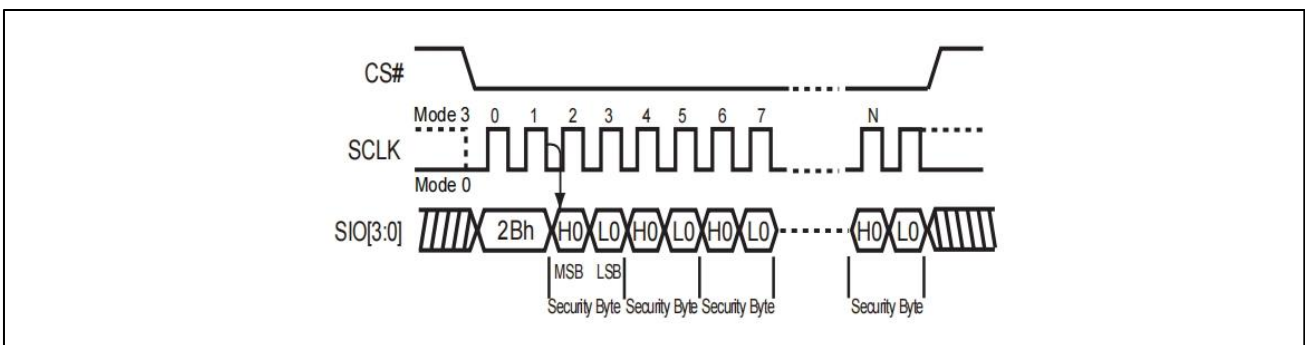 CS#
Mode 3 0 1 2 3 4 5 6 7 N
SCLK
Mode 0
SIO[3:0] 2Bh H0 L0 H0 L0 H0 L0 H0 L0
MSB LSB
Security Byte Security Byte Security Byte Security Byte